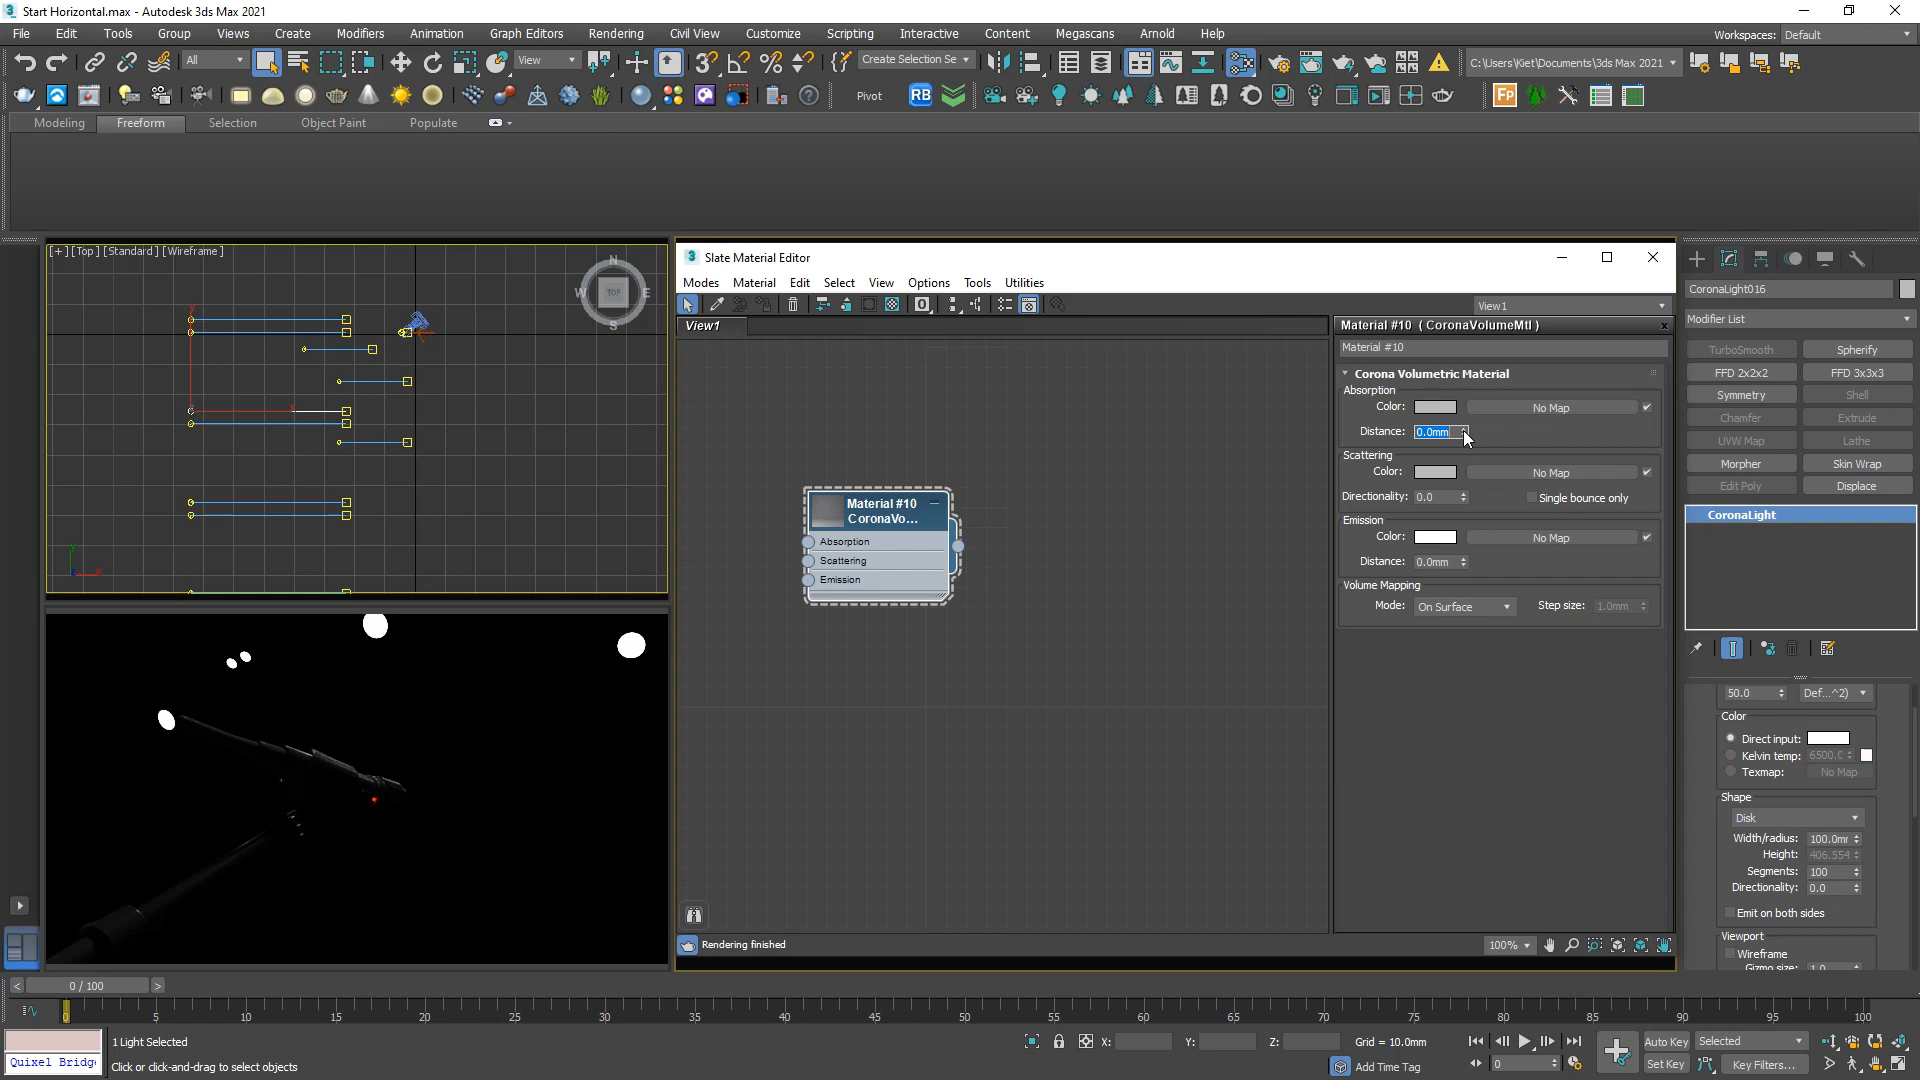 Start Horizontal.max - Autodesk 3ds Max 2021
File Edit Tools Group Views Create Modifiers Animation Graph Editors Rendering Civil View Customize Scripting Interactive Content Megascans Arnold Help
Workspaces: Default
All View Create Selection Se C:\Users\Kiet\Documents\3ds Max 2021
Pivot RB Fp
Modeling Freeform Selection Object Paint Populate
[+] [Top] [Standard] [Wireframe]
N
W TOP E
S
Slate Material Editor
Modes Material Edit Select View Options Tools Utilities
View1
View1
Material #10 ( CoronaVolumeMtl )
Material #10
Corona Volumetric Material
Absorption
Color: No Map
Distance: 0.0mm
Scattering
Color: No Map
Directionality: 0.0 Single bounce only
Emission
Color: No Map
Distance: 0.0mm
Volume Mapping
Mode: On Surface Step size: 1.0mm
Material #10
CoronaVo...
Absorption
Scattering
Emission
Rendering finished
100%
CoronaLight016
Modifier List
TurboSmooth Spherify
FFD 2x2x2 FFD 3x3x3
Symmetry Shell
Chamfer Extrude
UVW Map Lathe
Morpher Skin Wrap
Edit Poly Displace
CoronaLight
50.0 Def...^2)
Color
Direct input:
Kelvin temp: 6500.0
Texmap: No Map
Shape
Disk
Width/radius: 100.0mr
Height: 406.554
Segments: 100
Directionality: 0.0
Emit on both sides
Viewport
Wireframe
Gizmo size: 1.0
0 / 100
0 5 10 15 20 25 30 35 40 45 50 55 60 65 70 75 80 85 90 95 100
Quixel Bridge
1 Light Selected
Click or click-and-drag to select objects
X: Y: Z: Grid = 10.0mm
Add Time Tag
0
Auto Key Selected
Set Key Key Filters...